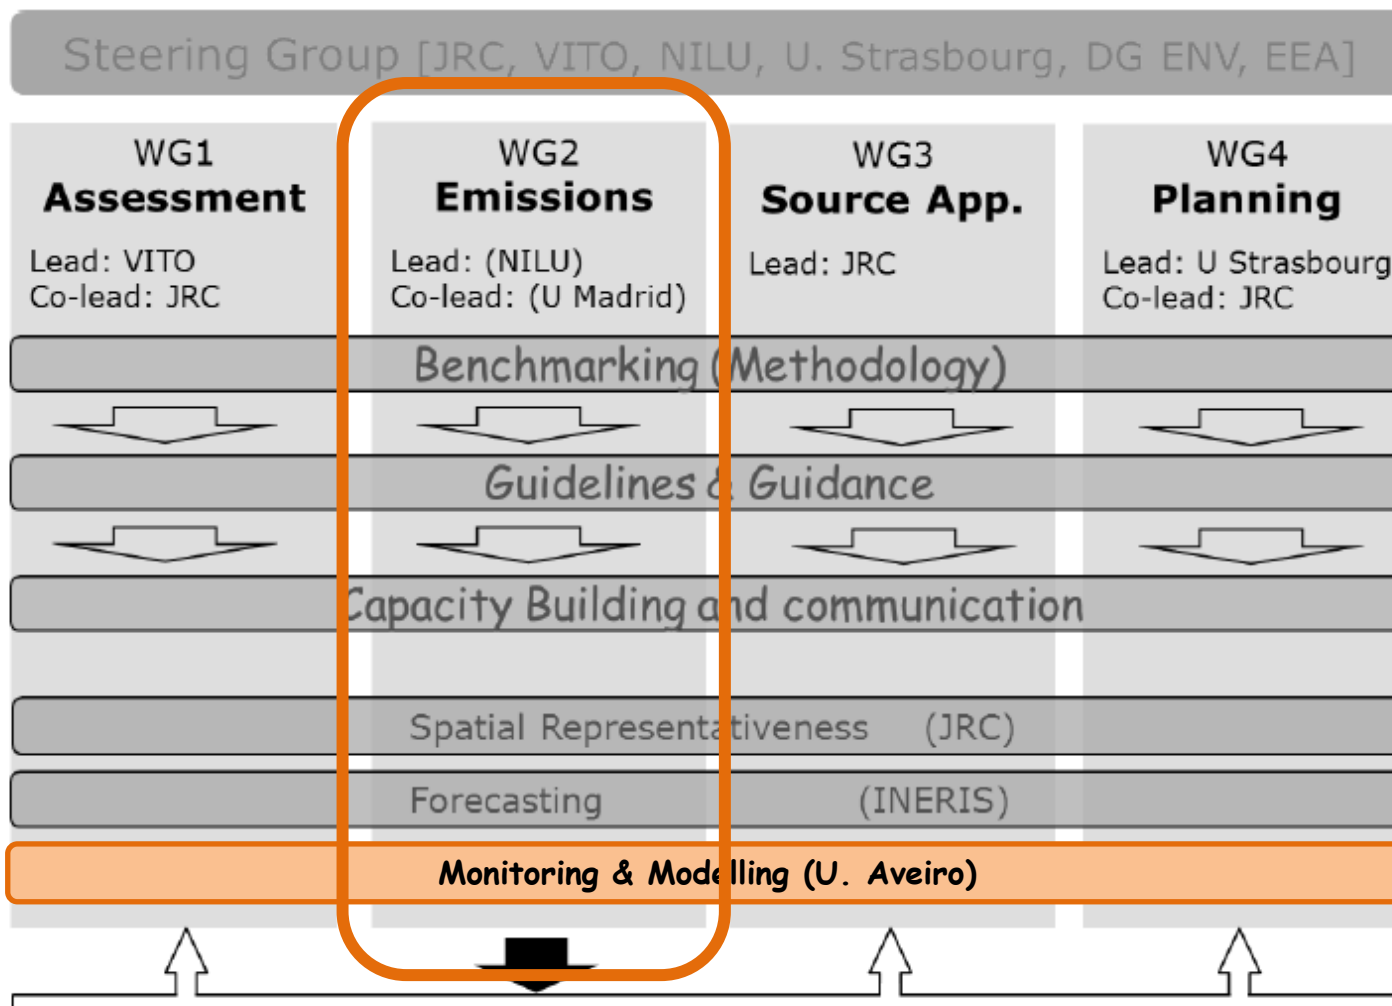 Steering Group [JRC, VITO, NILU, U. Strasbourg, DG ENV, EEA]
WG1
Assessment
Lead: VITO
Co-lead: JRC
WG2
Emissions
Lead: (NILU)
Co-lead: (U Madrid)
WG3
Source App.
Lead: JRC
WG4
Planning
Lead: U Strasbourg
Co-lead: JRC
Benchmarking (Methodology)
Guidelines & Guidance
Capacity Building and communication
Spatial Representativeness (JRC)
Forecasting (INERIS)
Monitoring & Modelling (U. Aveiro)